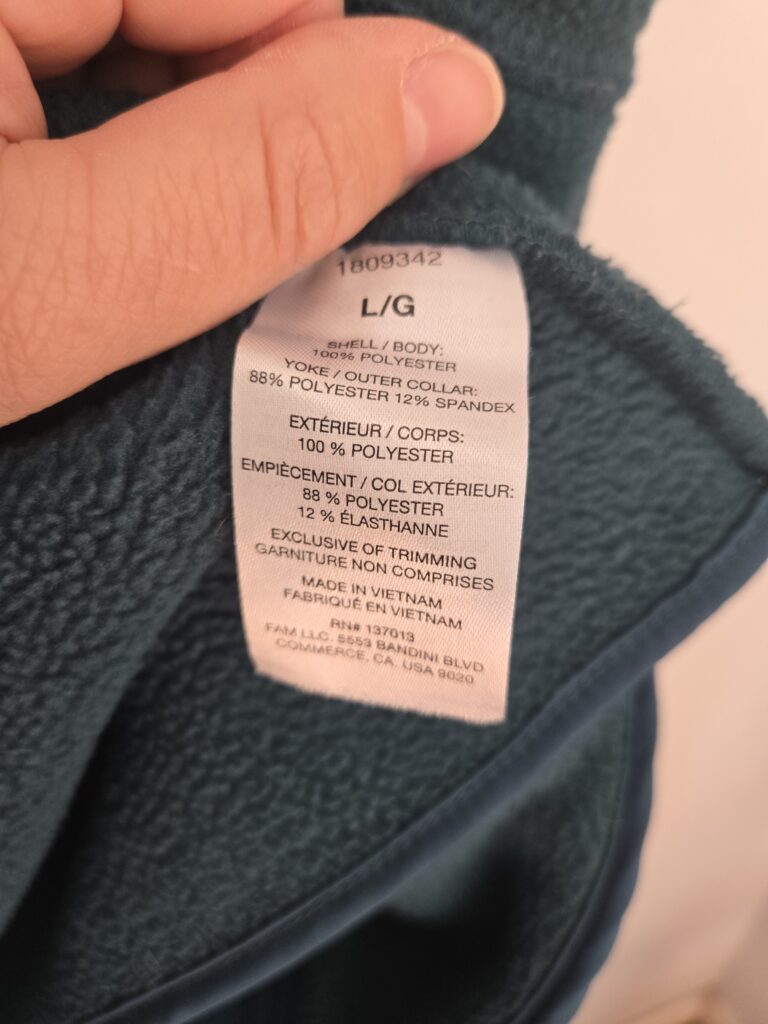 1809342
L/G
SHELL / BODY:
100% POLYESTER
YOKE / OUTER COLLAR:
88% POLYESTER 12% SPANDEX
EXTÉRIEUR / CORPS:
100 % POLYESTER
EMPIÈCEMENT / COL EXTÉRIEUR:
88 % POLYESTER
12 % ÉLASTHANNE
EXCLUSIVE OF TRIMMING
GARNITURE NON COMPRISES
MADE IN VIETNAM
FABRIQUÉ EN VIETNAM
RN# 137013
FAM LLC. 5553 BANDINI BLVD
COMMERCE, CA. USA 9020